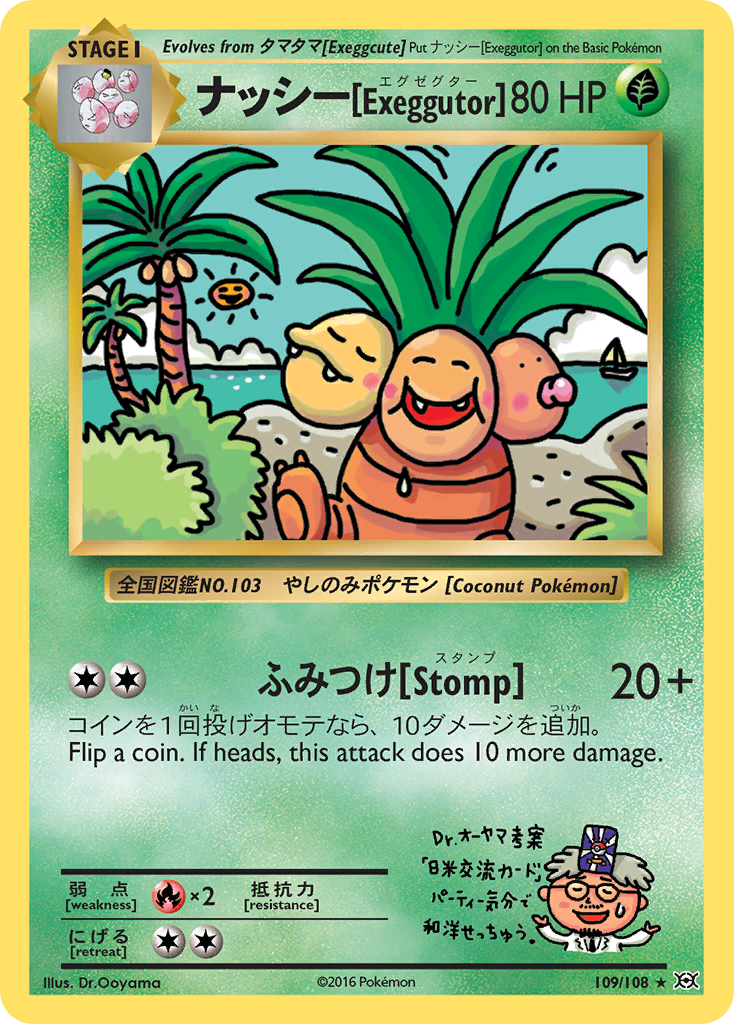 STAGE 1
Evolves from タマタマ[Exeggcute] Put ナッシー[Exeggutor] on the Basic Pokémon
エグゼグター
ナッシー[Exeggutor] 80 HP
全国図鑑NO.103 やしのみポケモン [Coconut Pokémon]
スタンプ
ふみつけ[Stomp] 20+
かい な ついか
コインを1回投げオモテなら、10ダメージを追加。
Flip a coin. If heads, this attack does 10 more damage.
Dr.オーヤマ考案
「日米交流カード」
パーティー気分で
和洋せっちゅう。
弱点 ×2 抵抗力
[weakness] [resistance]
にげる
[retreat]
Illus. Dr.Ooyama ©2016 Pokémon 109/108 ★